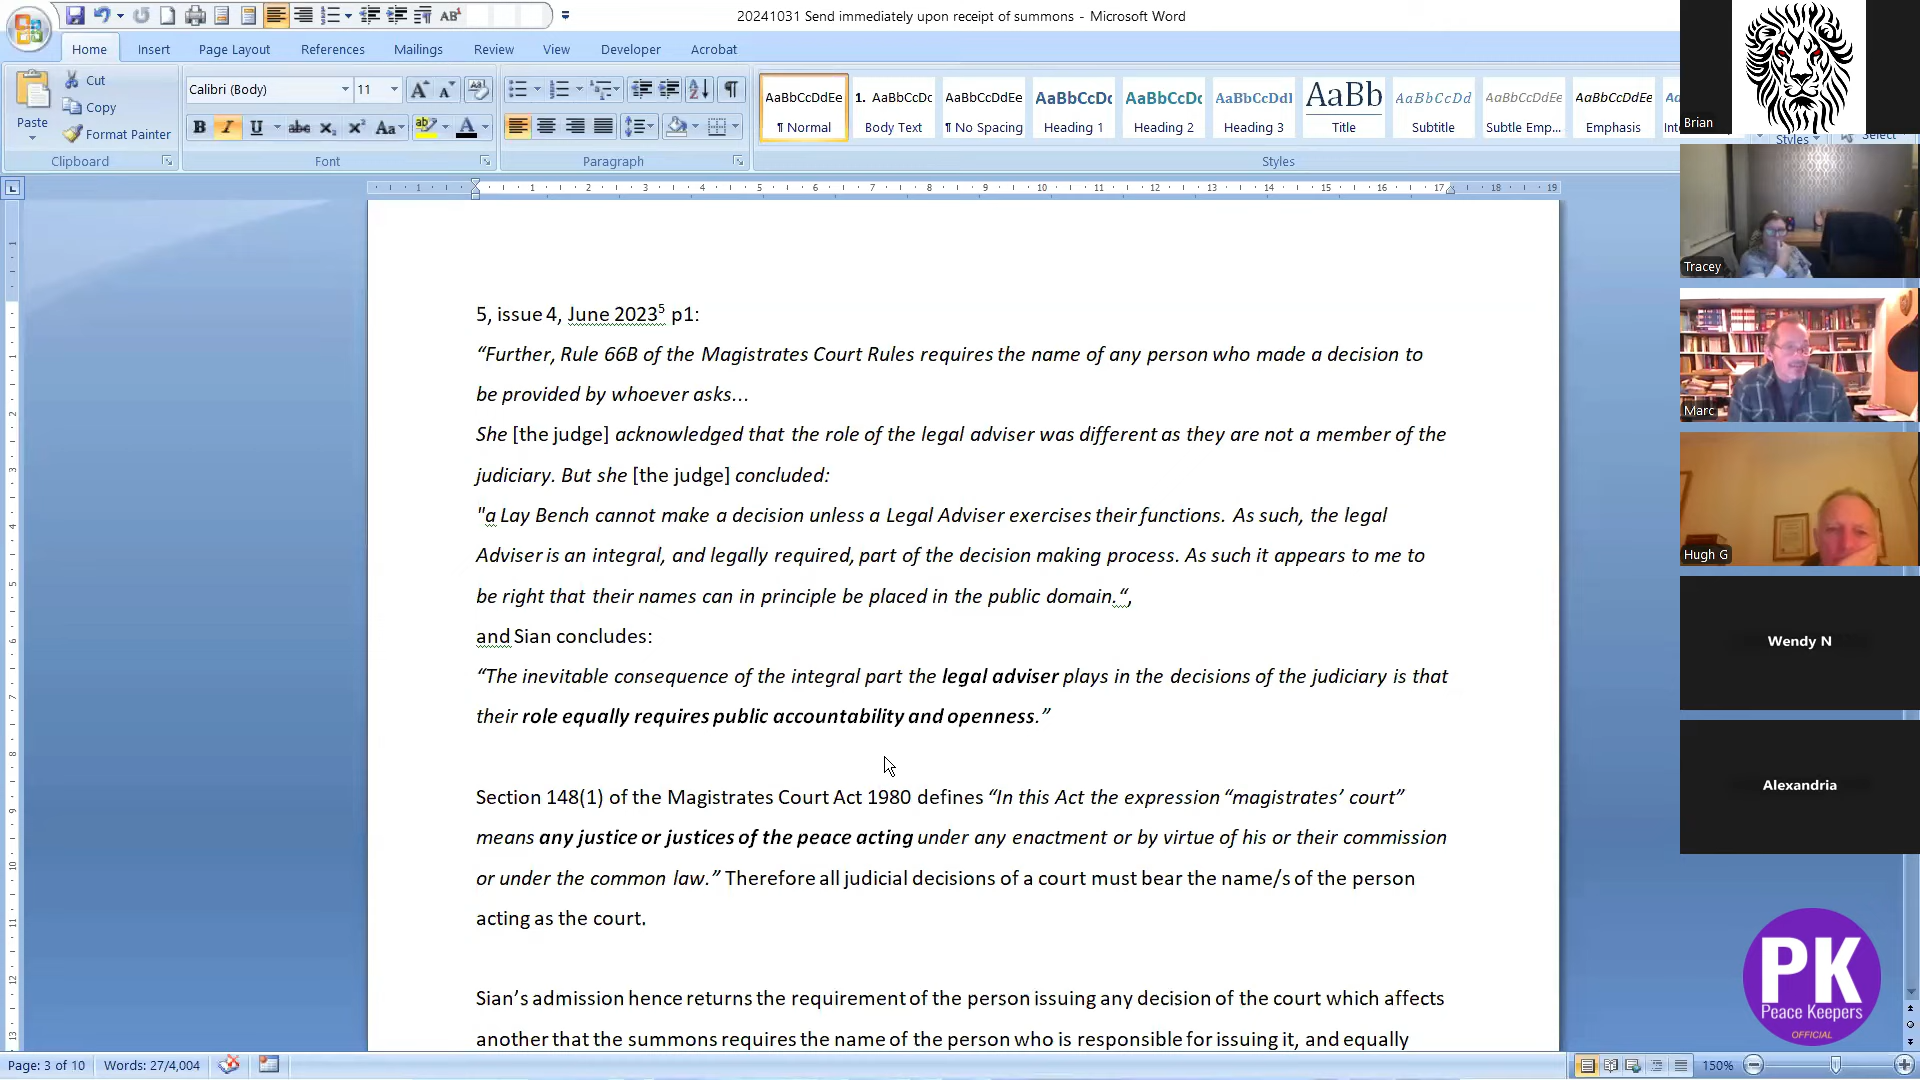 20241031 Send immediately upon receipt of summons - Microsoft Word
Home Insert Page Layout References Mailings Review View Developer Acrobat
Paste
Cut
Copy
Format Painter
Clipboard
Calibri (Body) 11
Font
Paragraph
AaBbCcDdEe ¶ Normal
1. AaBbCcDc Body Text
AaBbCcDdEe ¶ No Spacing
AaBbCcDc Heading 1
AaBbCcDc Heading 2
AaBbCcDdI Heading 3
AaBb Title
AaBbCcDd Subtitle
AaBbCcDdEe Subtle Emp...
AaBbCcDdEe Emphasis
Styles
Styles
Select
5, issue 4, June 2023⁵ p1:
“Further, Rule 66B of the Magistrates Court Rules requires the name of any person who made a decision to
be provided by whoever asks...
She [the judge] acknowledged that the role of the legal adviser was different as they are not a member of the
judiciary. But she [the judge] concluded:
"a Lay Bench cannot make a decision unless a Legal Adviser exercises their functions. As such, the legal
Adviser is an integral, and legally required, part of the decision making process. As such it appears to me to
be right that their names can in principle be placed in the public domain.“,
and Sian concludes:
“The inevitable consequence of the integral part the legal adviser plays in the decisions of the judiciary is that
their role equally requires public accountability and openness.”
Section 148(1) of the Magistrates Court Act 1980 defines “In this Act the expression “magistrates’ court”
means any justice or justices of the peace acting under any enactment or by virtue of his or their commission
or under the common law.” Therefore all judicial decisions of a court must bear the name/s of the person
acting as the court.
Sian’s admission hence returns the requirement of the person issuing any decision of the court which affects
another that the summons requires the name of the person who is responsible for issuing it, and equally
Page: 3 of 10 Words: 27/4,004
150%
Brian
Tracey
Marc
Hugh G
Wendy N
Alexandria
PK
Peace Keepers
OFFICIAL